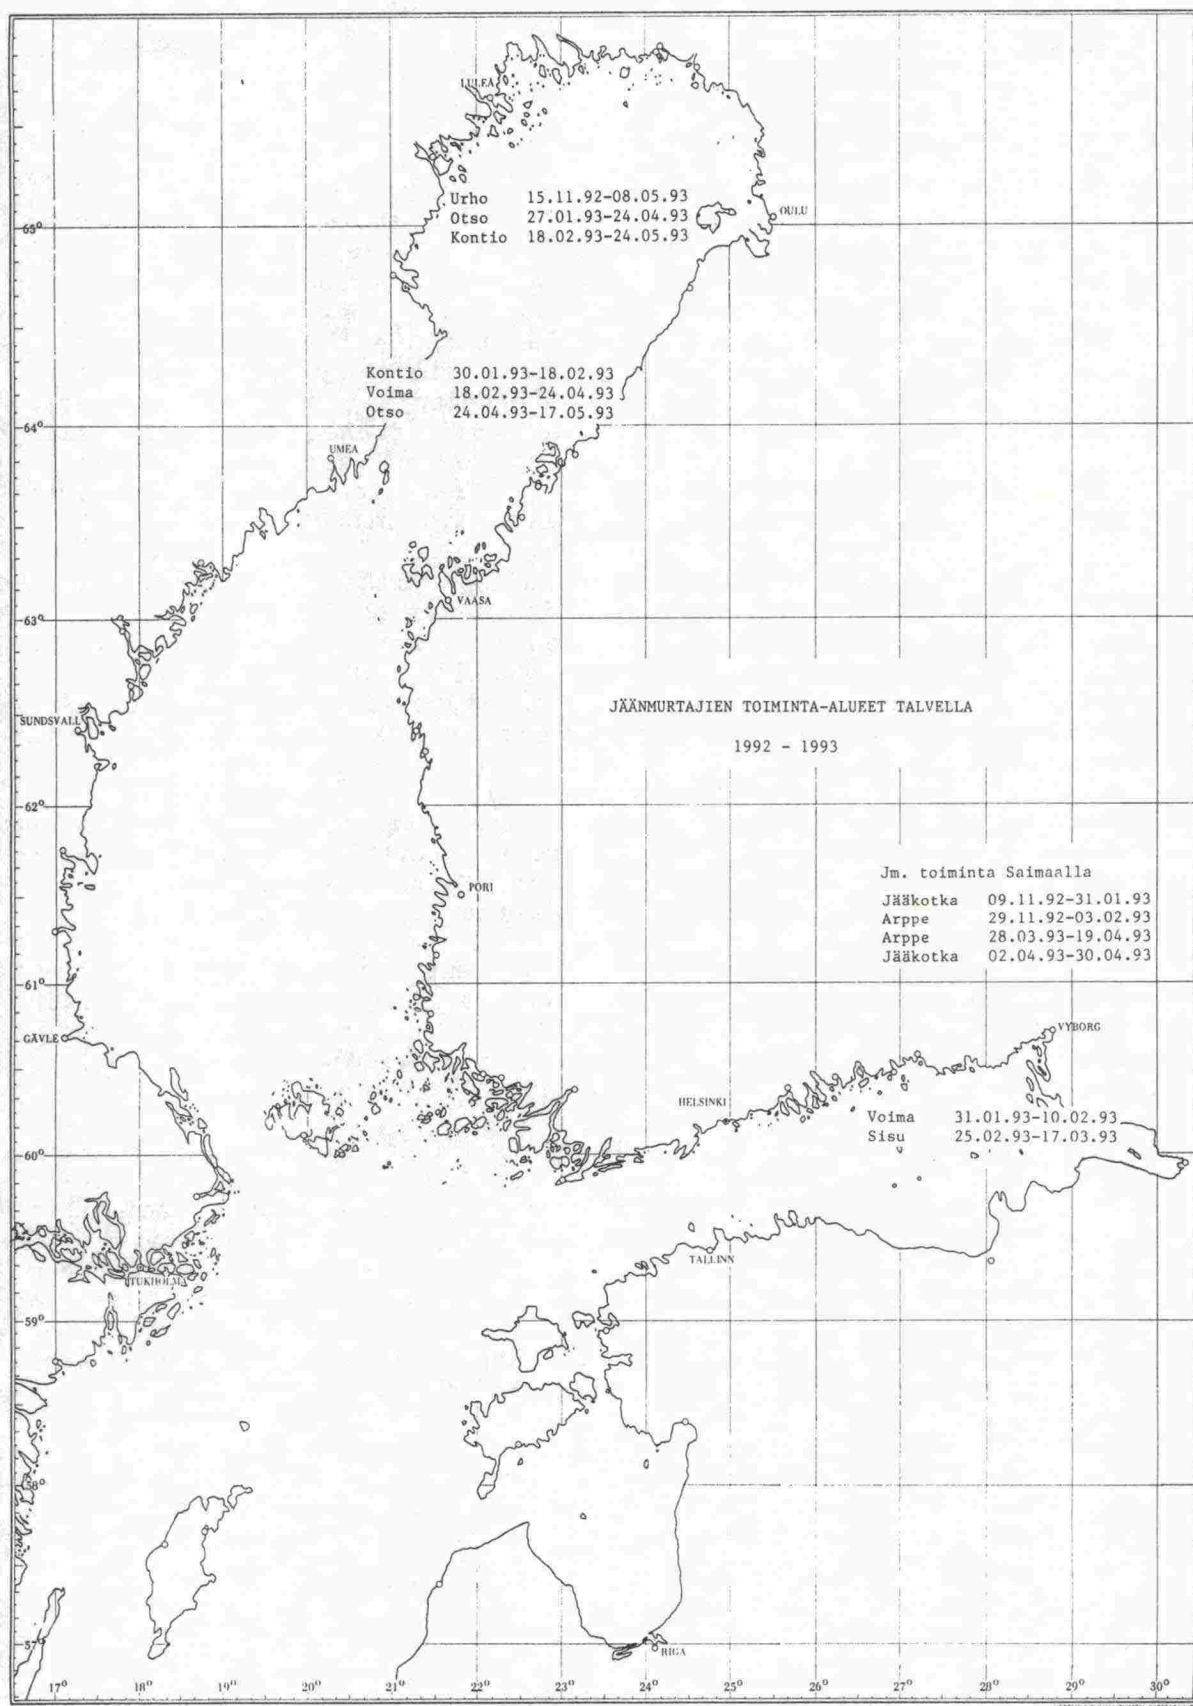 LULEÅ
Urho 15.11.92-08.05.93
Otso 27.01.93-24.04.93
Kontio 18.02.93-24.05.93
OULU
65°
Kontio 30.01.93-18.02.93
Voima 18.02.93-24.04.93
Otso 24.04.93-17.05.93
64°
UMEÅ
VAASA
63°
SUNDSVALL
JÄÄNMURTAJIEN TOIMINTA-ALUEET TALVELLA
1992 - 1993
62°
Jm. toiminta Saimaalla
Jääkotka 09.11.92-31.01.93
Arppe 29.11.92-03.02.93
Arppe 28.03.93-19.04.93
Jääkotka 02.04.93-30.04.93
PORI
61°
GÄVLE
VYBORG
HELSINKI
Voima 31.01.93-10.02.93
Sisu 25.02.93-17.03.93
60°
TALLINN
TUKHOLMA
59°
58°
57°
RIGA
17° 18° 19° 20° 21° 22° 23° 24° 25° 26° 27° 28° 29° 30°